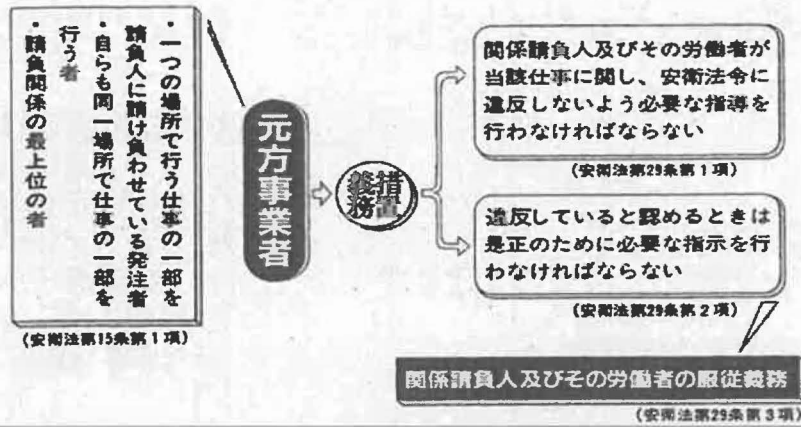 ・一つの場所で行う仕事の一部を
請負人に請け負わせている発注者
・自らも同一場所で仕事の一部を
行う者
・請負関係の最上位の者
(安衛法第15条第1項)
元方事業者
措置
義務
関係請負人及びその労働者が
当該仕事に関し、安衛法令に
違反しないよう必要な指導を
行わなければならない
(安衛法第29条第1項)
違反していると認めるときは
是正のために必要な指示を行
わなければならない
(安衛法第29条第2項)
関係請負人及びその労働者の服従義務
(安衛法第29条第3項)